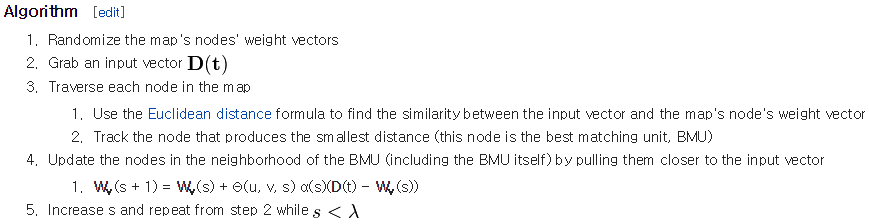 Algorithm [edit]
1. Randomize the map's nodes' weight vectors
2. Grab an input vector D(t)
3. Traverse each node in the map
1. Use the Euclidean distance formula to find the similarity between the input vector and the map's node's weight vector
2. Track the node that produces the smallest distance (this node is the best matching unit, BMU)
4. Update the nodes in the neighborhood of the BMU (including the BMU itself) by pulling them closer to the input vector
1. Wv(s + 1) = Wv(s) + Θ(u, v, s) α(s)(D(t) - Wv(s))
5. Increase s and repeat from step 2 while s < λ